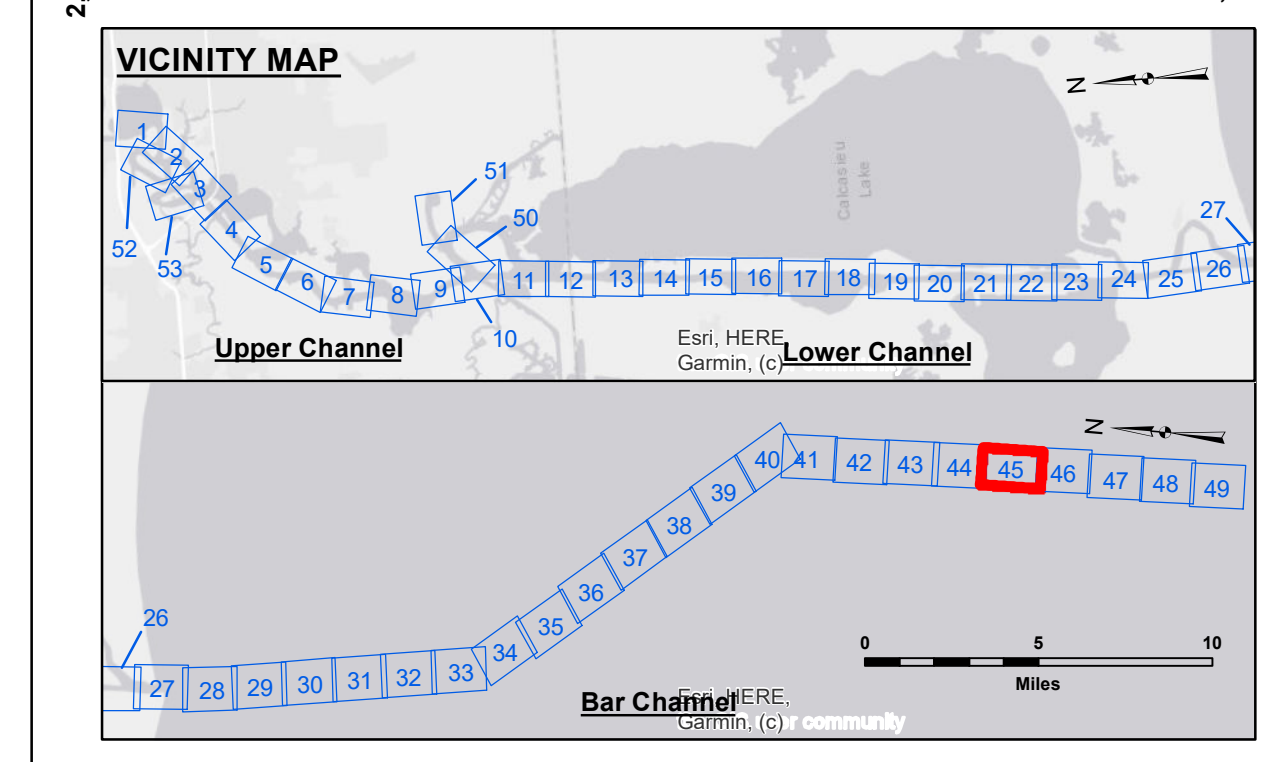 VICINITY MAP
N
1
2
3
52
53
4
5
6
7
8
9
10
51
50
11 12 13 14 15 16 17 18 19 20 21 22 23 24 25 26
27
Calcasieu
Lake
Upper Channel
Esri, HERE
Garmin, (c)
Lower Channel
N
40 41 42 43 44 45 46 47 48 49
39
38
37
36
35
34
26
27 28 29 30 31 32 33
0 5 10
Miles
Bar Channel
Esri, HERE,
Garmin, (c) r community